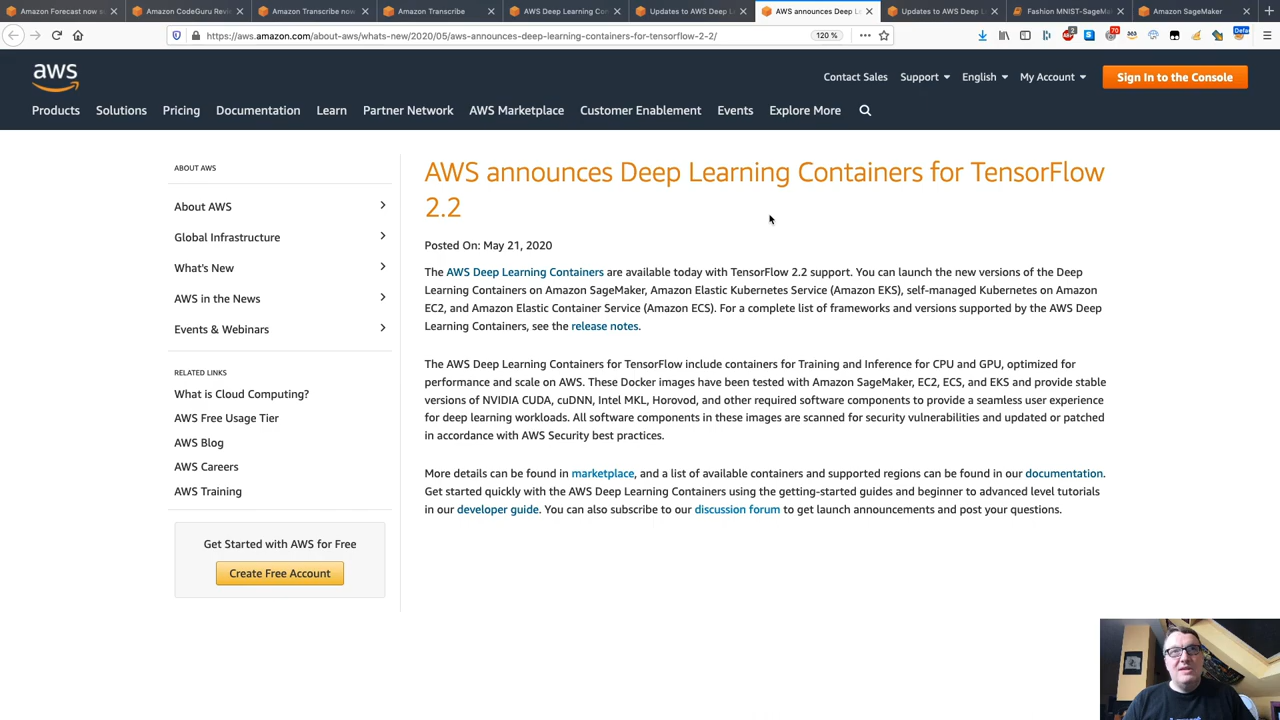 Amazon Forecast now s
Amazon CodeGuru Revi
Amazon Transcribe now
Amazon Transcribe
AWS Deep Learning Con
Updates to AWS Deep L
AWS announces Deep L
Updates to AWS Deep L
Fashion MNIST-SageMa
Amazon SageMaker
https://aws.amazon.com/about-aws/whats-new/2020/05/aws-announces-deep-learning-containers-for-tensorflow-2-2/
120 %
2
70
Defa
aws
Contact Sales
Support
English
My Account
Sign In to the Console
Products
Solutions
Pricing
Documentation
Learn
Partner Network
AWS Marketplace
Customer Enablement
Events
Explore More
ABOUT AWS
About AWS
Global Infrastructure
What's New
AWS in the News
Events & Webinars
RELATED LINKS
What is Cloud Computing?
AWS Free Usage Tier
AWS Blog
AWS Careers
AWS Training
Get Started with AWS for Free
Create Free Account
AWS announces Deep Learning Containers for TensorFlow
2.2
Posted On: May 21, 2020
The AWS Deep Learning Containers are available today with TensorFlow 2.2 support. You can launch the new versions of the Deep
Learning Containers on Amazon SageMaker, Amazon Elastic Kubernetes Service (Amazon EKS), self-managed Kubernetes on Amazon
EC2, and Amazon Elastic Container Service (Amazon ECS). For a complete list of frameworks and versions supported by the AWS Deep
Learning Containers, see the release notes.
The AWS Deep Learning Containers for TensorFlow include containers for Training and Inference for CPU and GPU, optimized for
performance and scale on AWS. These Docker images have been tested with Amazon SageMaker, EC2, ECS, and EKS and provide stable
versions of NVIDIA CUDA, cuDNN, Intel MKL, Horovod, and other required software components to provide a seamless user experience
for deep learning workloads. All software components in these images are scanned for security vulnerabilities and updated or patched
in accordance with AWS Security best practices.
More details can be found in marketplace, and a list of available containers and supported regions can be found in our documentation.
Get started quickly with the AWS Deep Learning Containers using the getting-started guides and beginner to advanced level tutorials
in our developer guide. You can also subscribe to our discussion forum to get launch announcements and post your questions.